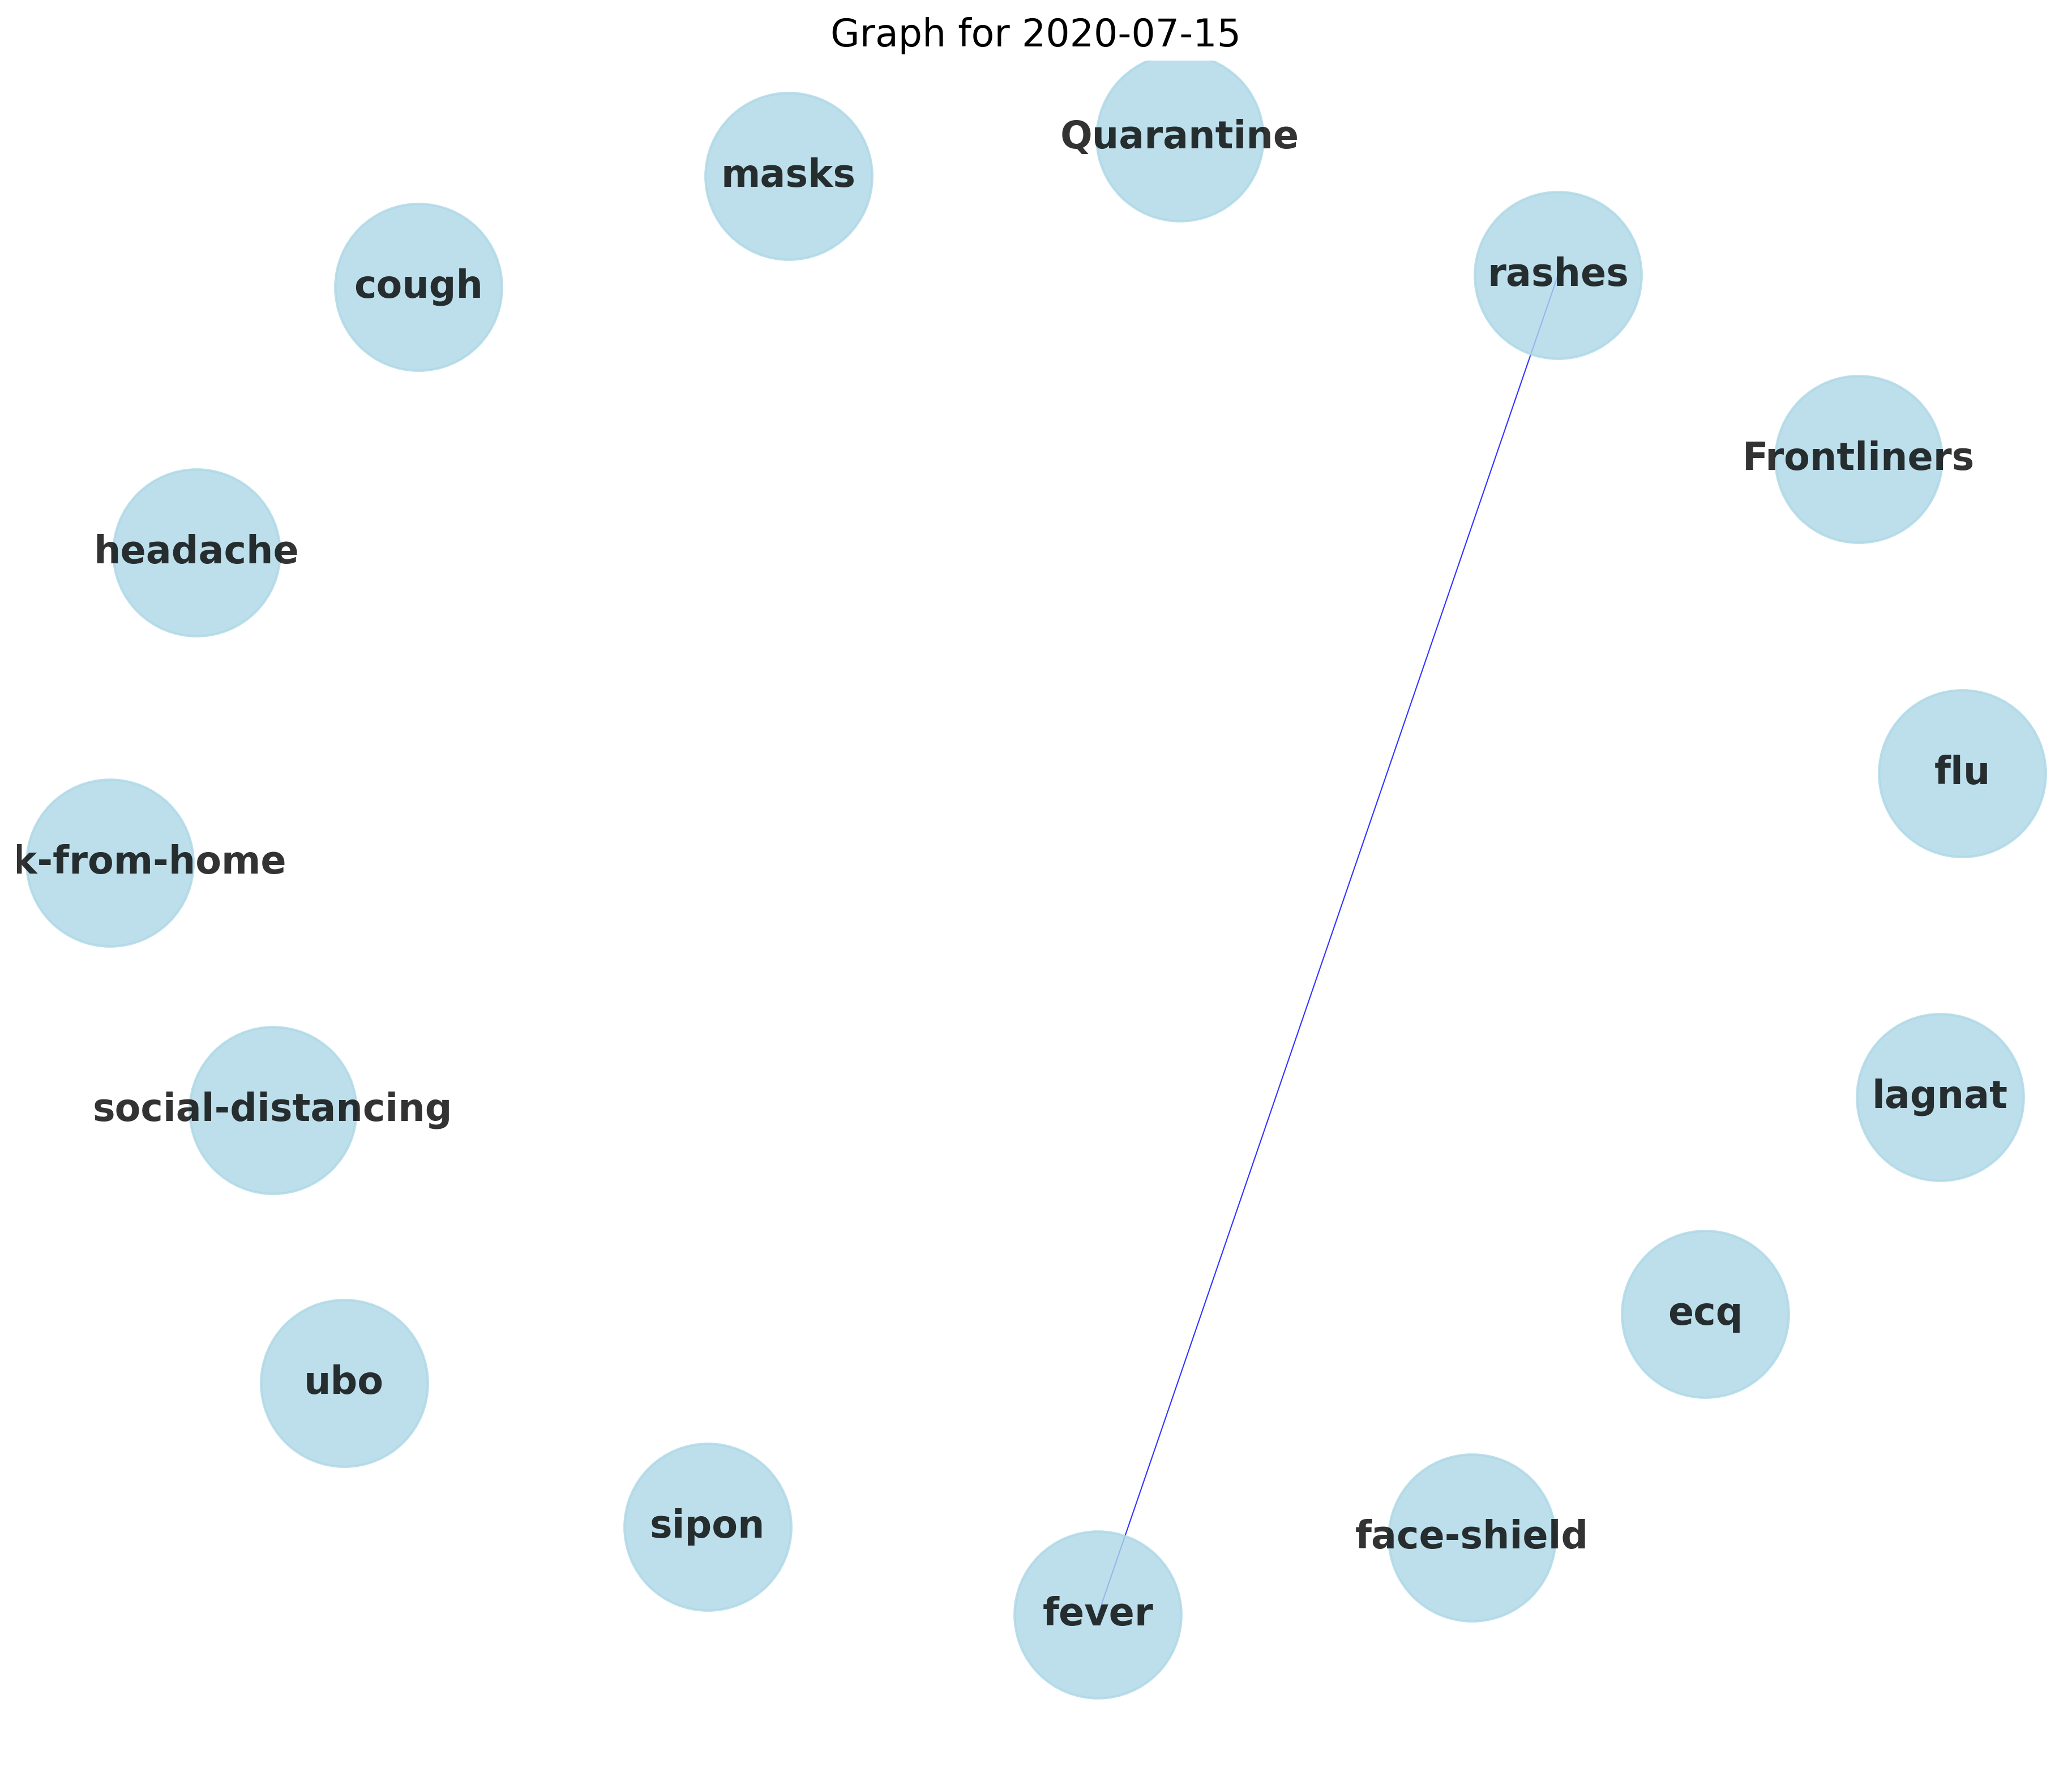 Graph for 2020-07-15
Quarantine
masks
rashes
cough
Frontliners
headache
flu
k-from-home
lagnat
social-distancing
ecq
ubo
sipon
face-shield
fever